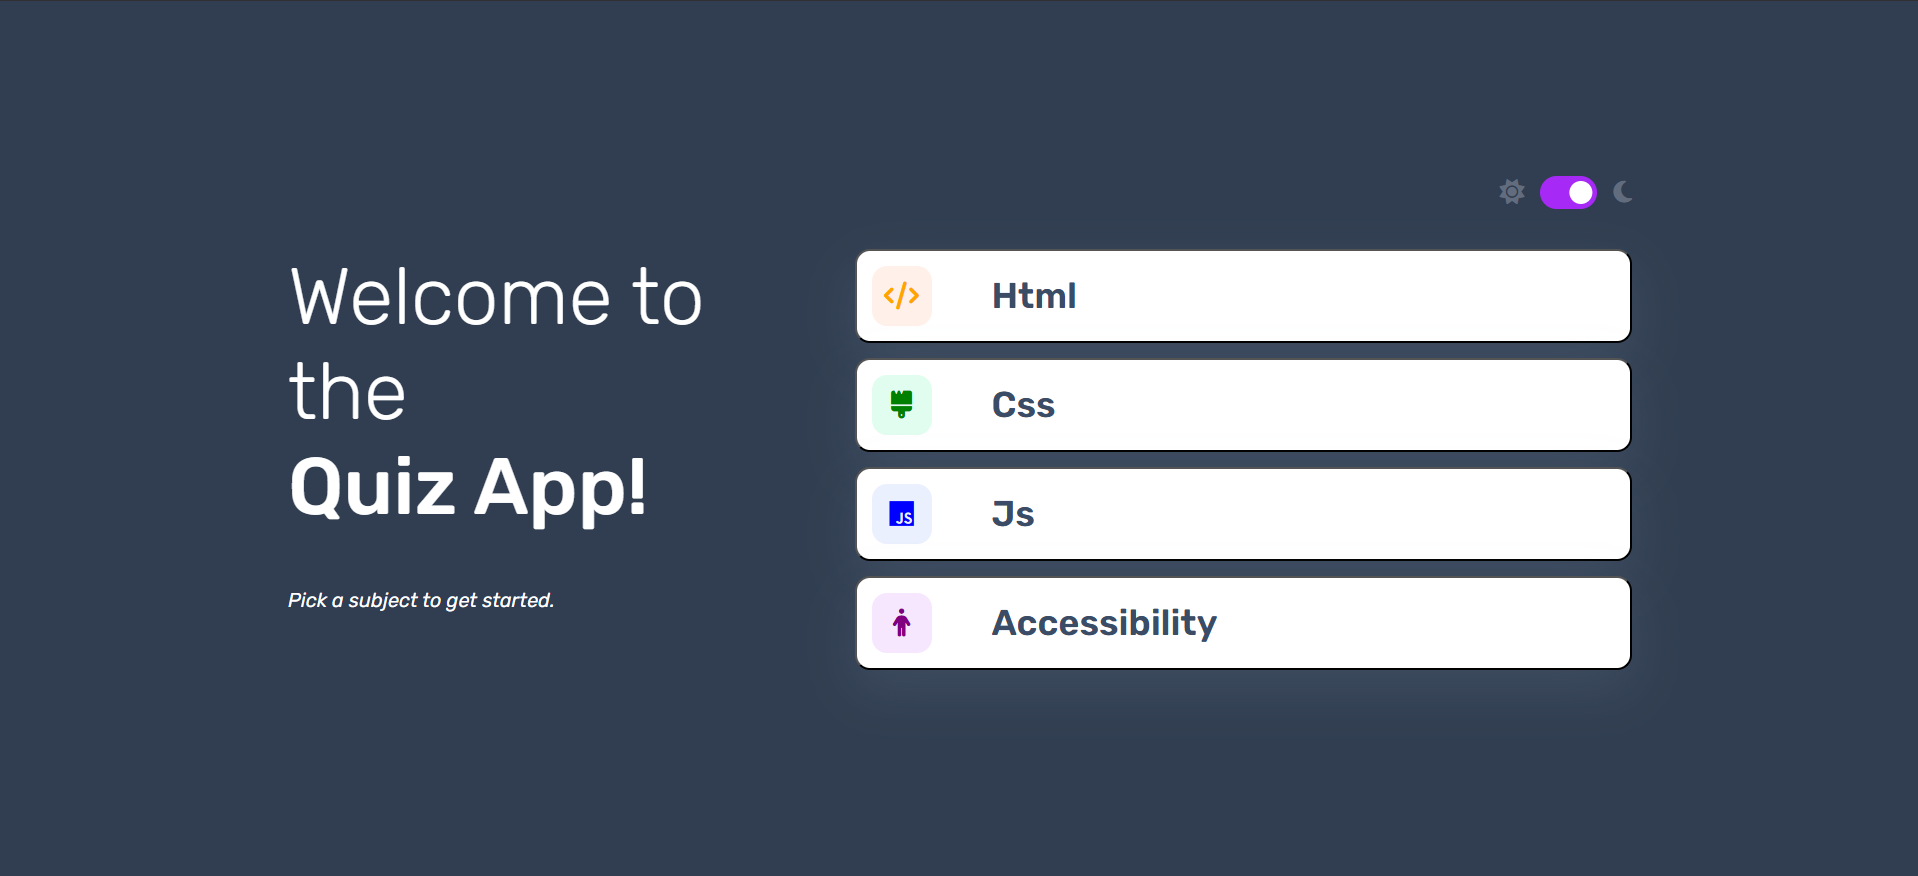 Welcome to
the
Quiz App!
Pick a subject to get started.
</>
Html
Css
JS
Js
Accessibility